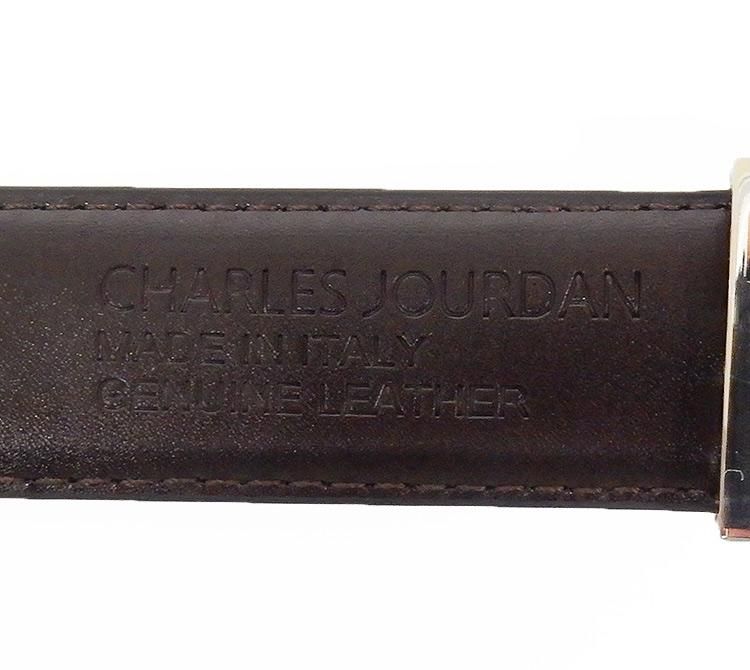 CHARLES JOURDAN
MADE IN ITALY
GENUINE LEATHER